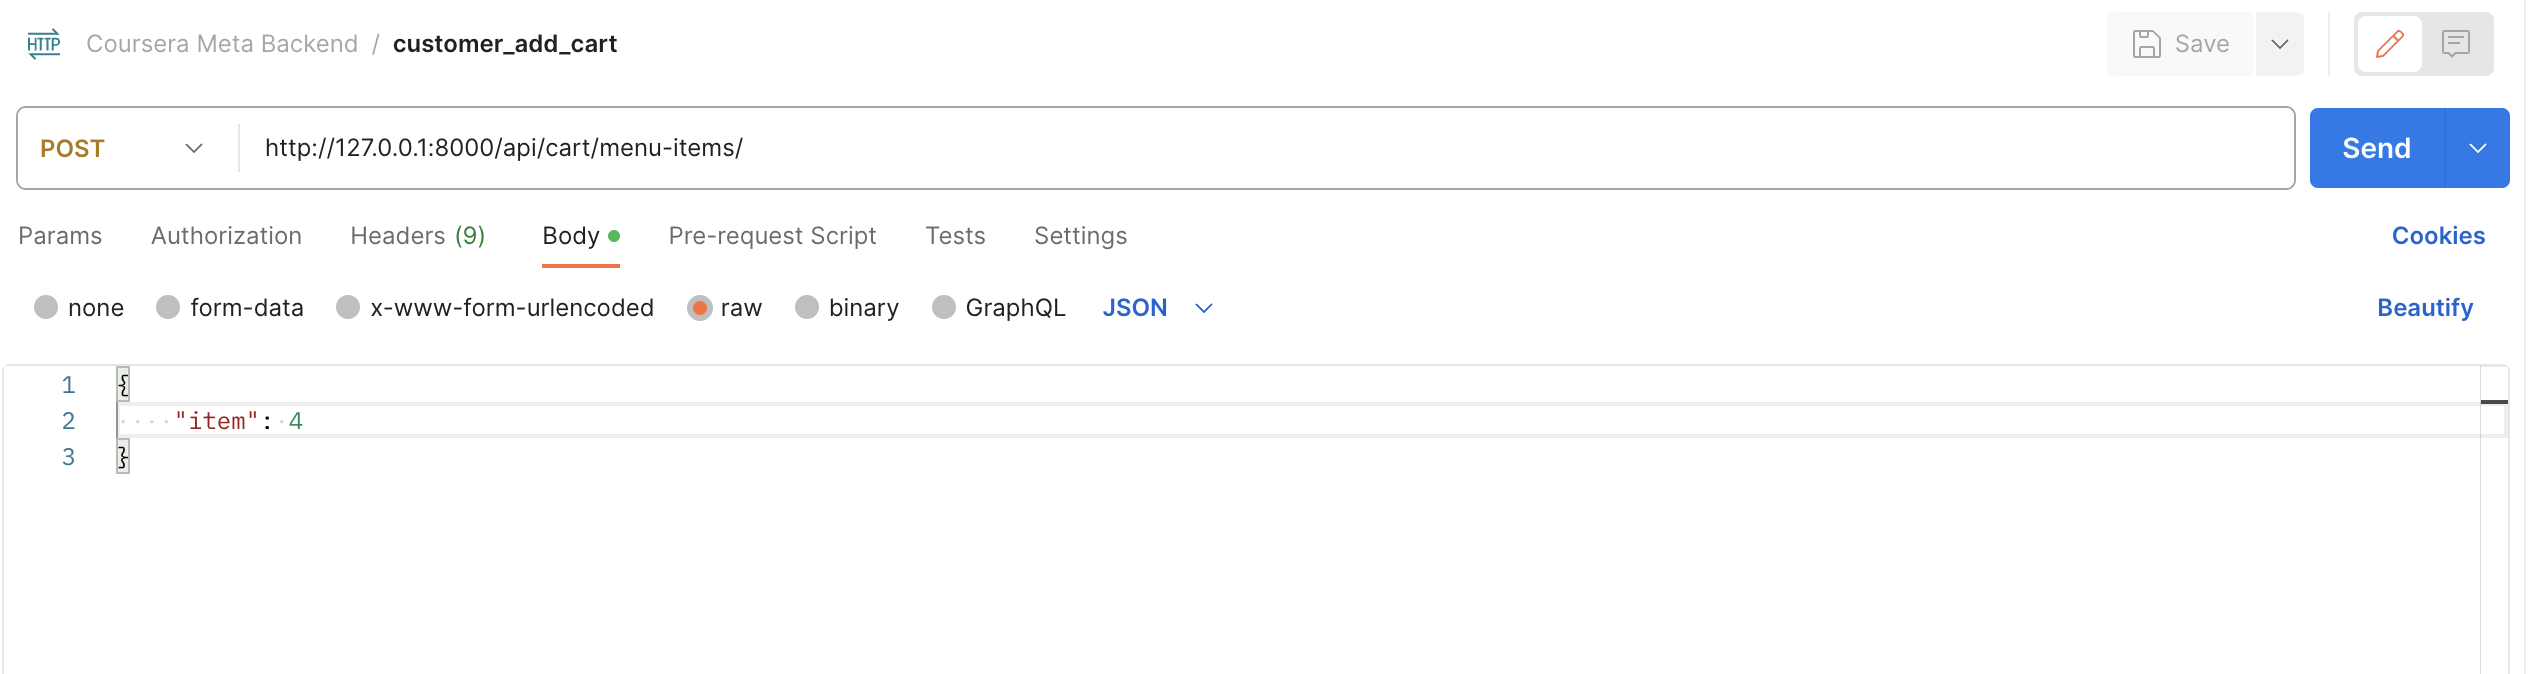 HTTP Coursera Meta Backend / customer_add_cart Save
POST http://127.0.0.1:8000/api/cart/menu-items/ Send
Params Authorization Headers (9) Body Pre-request Script Tests Settings Cookies
none form-data x-www-form-urlencoded raw binary GraphQL JSON Beautify
1 {
2 "item": 4
3 }